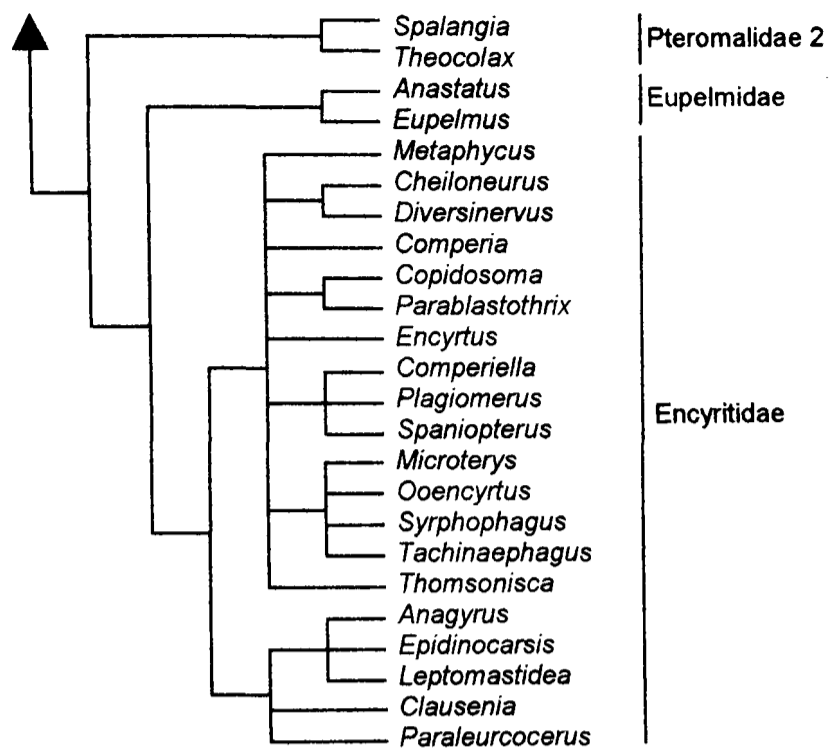 Spalangia
Theocolax
Pteromalidae 2
Anastatus
Eupelmus
Eupelmidae
Metaphycus
Cheiloneurus
Diversinervus
Comperia
Copidosoma
Parablastothrix
Encyrtus
Comperiella
Plagiomerus
Spaniopterus
Microterys
Ooencyrtus
Syrphophagus
Tachinaephagus
Thomsonisca
Anagyrus
Epidinocarsis
Leptomastidea
Clausenia
Paraleurcocerus
Encyritidae